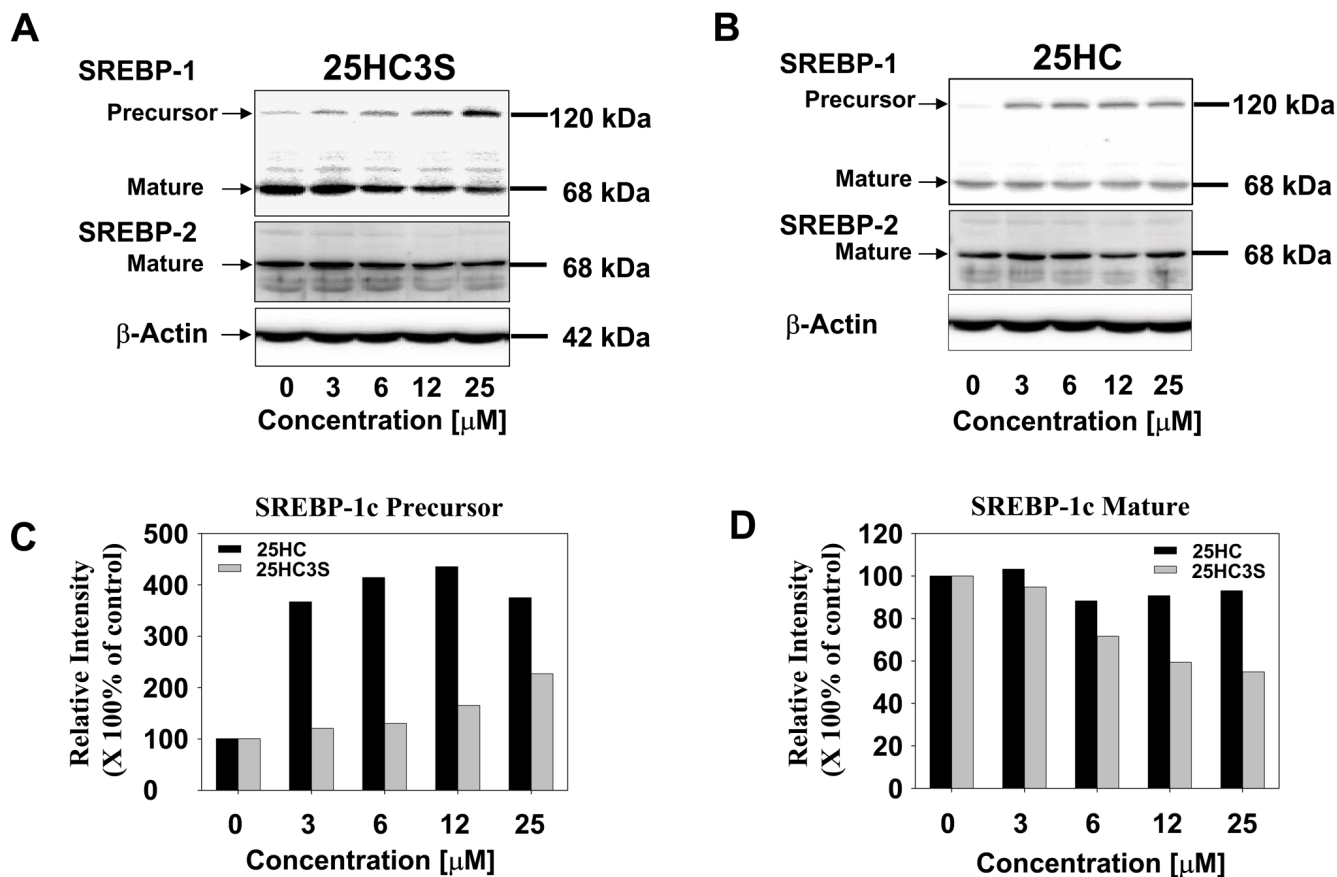 A
SREBP-1
25HC3S
Precursor
120 kDa
Mature
68 kDa
SREBP-2
Mature
68 kDa
β-Actin
42 kDa
0 3 6 12 25
Concentration [μM]
B
SREBP-1
25HC
Precursor
120 kDa
Mature
68 kDa
SREBP-2
Mature
68 kDa
β-Actin
0 3 6 12 25
Concentration [μM]
C
SREBP-1c Precursor
Relative Intensity
(X 100% of control)
500
400
300
200
100
0
25HC
25HC3S
0 3 6 12 25
Concentration [μM]
D
SREBP-1c Mature
Relative Intensity
(X 100% of control)
120
100
80
60
40
20
0
25HC
25HC3S
0 3 6 12 25
Concentration [μM]